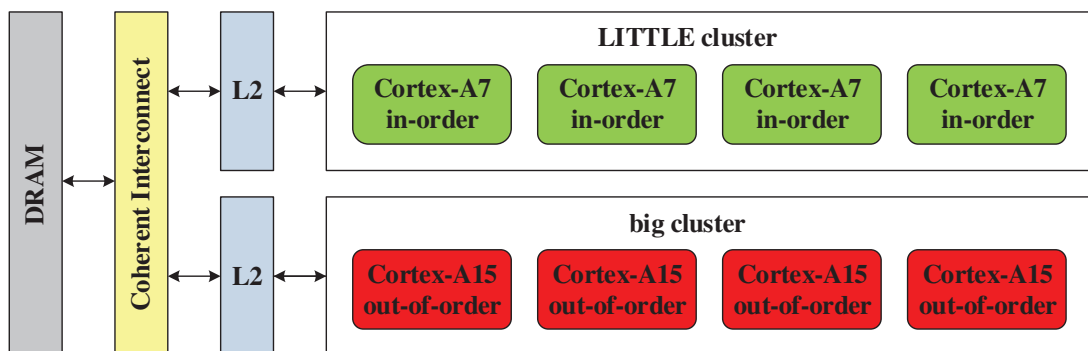 DRAM
Coherent Interconnect
L2
LITTLE cluster
Cortex-A7
in-order
Cortex-A7
in-order
Cortex-A7
in-order
Cortex-A7
in-order
L2
big cluster
Cortex-A15
out-of-order
Cortex-A15
out-of-order
Cortex-A15
out-of-order
Cortex-A15
out-of-order